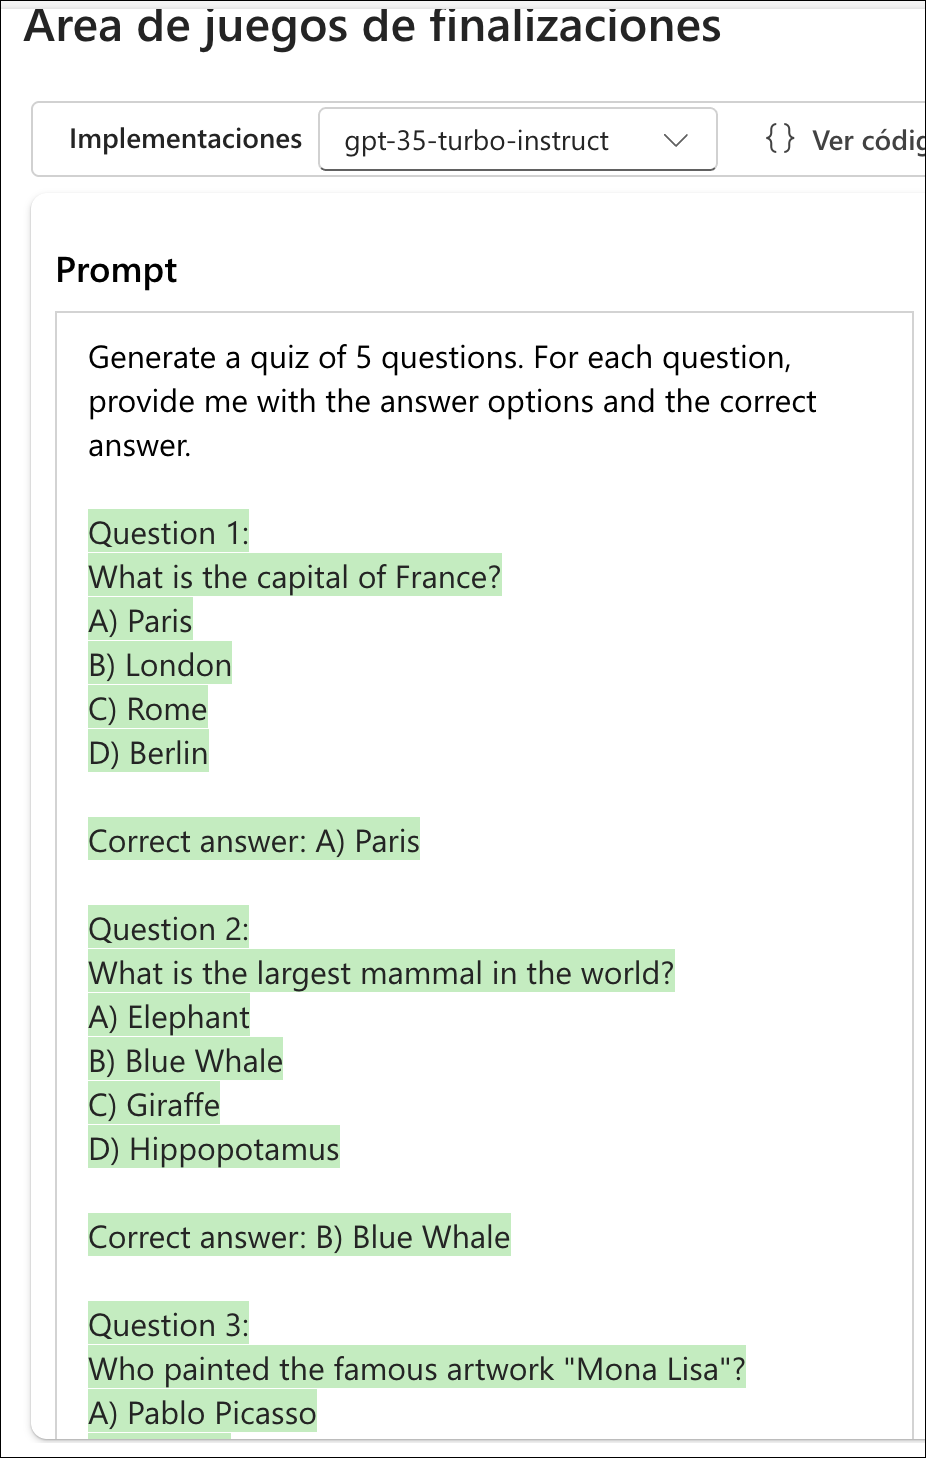 Área de juegos de finalizaciones
Implementaciones
gpt-35-turbo-instruct
{} Ver códig
Prompt
Generate a quiz of 5 questions. For each question,
provide me with the answer options and the correct
answer.
Question 1:
What is the capital of France?
A) Paris
B) London
C) Rome
D) Berlin
Correct answer: A) Paris
Question 2:
What is the largest mammal in the world?
A) Elephant
B) Blue Whale
C) Giraffe
D) Hippopotamus
Correct answer: B) Blue Whale
Question 3:
Who painted the famous artwork "Mona Lisa"?
A) Pablo Picasso